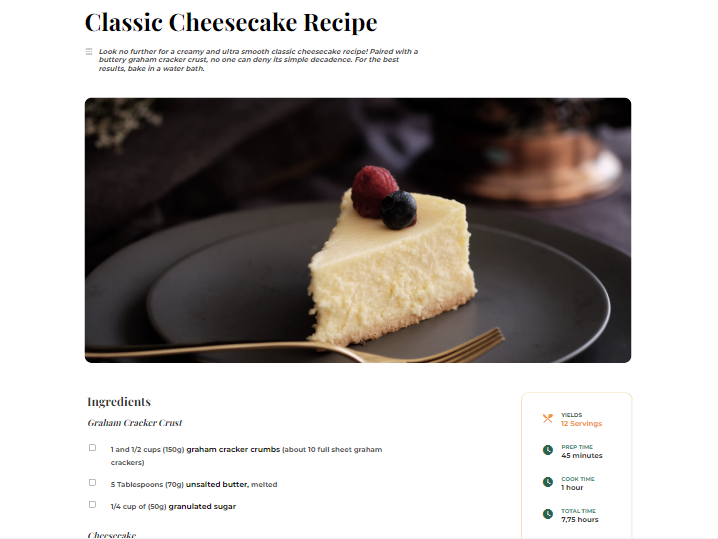 Classic Cheesecake Recipe
Look no further for a creamy and ultra smooth classic cheesecake recipe! Paired with a
buttery graham cracker crust, no one can deny its simple decadence. For the best
results, bake in a water bath.
Ingredients
Graham Cracker Crust
1 and 1/2 cups (150g) graham cracker crumbs (about 10 full sheet graham
crackers)
5 Tablespoons (70g) unsalted butter, melted
1/4 cup of (50g) granulated sugar
Cheesecake
YIELDS
12 Servings
PREP TIME
45 minutes
COOK TIME
1 hour
TOTAL TIME
7,75 hours